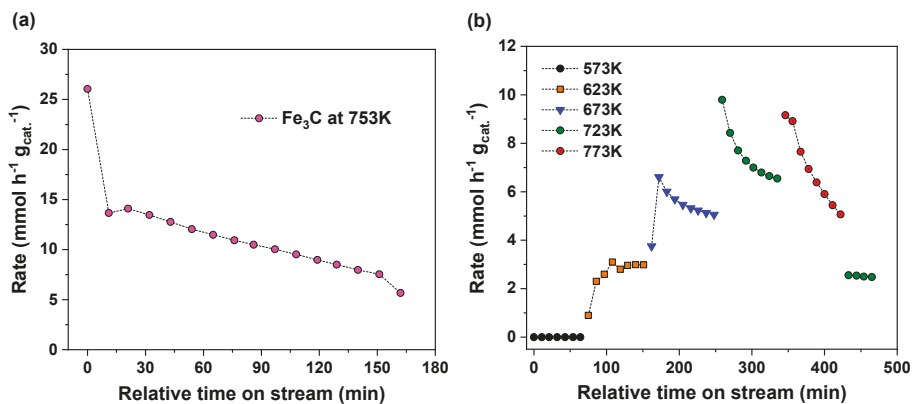 (a)
30
25
20
15
10
5
0
Rate (mmol h⁻¹ g_cat.⁻¹)
Fe₃C at 753K
0 30 60 90 120 150 180
Relative time on stream (min)
(b)
12
10
8
6
4
2
0
Rate (mmol h⁻¹ g_cat.⁻¹)
573K
623K
673K
723K
773K
0 100 200 300 400 500
Relative time on stream (min)